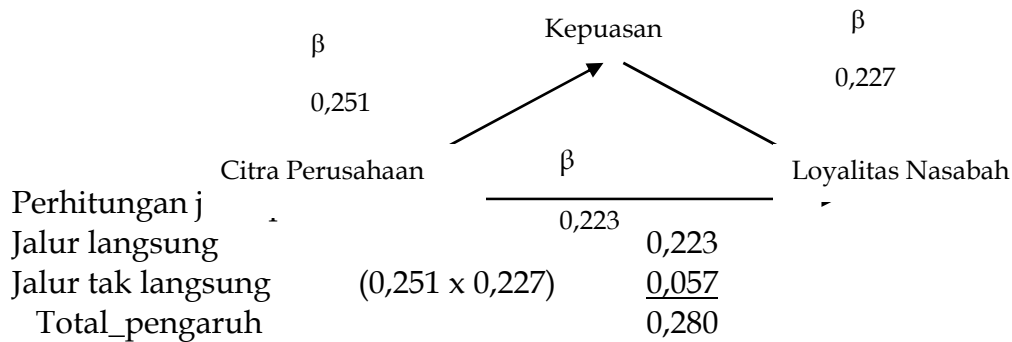 β
Kepuasan
β
0,251
0,227
Citra Perusahaan
β
Loyalitas Nasabah
Perhitungan j
0,223
Jalur langsung 0,223
Jalur tak langsung (0,251 x 0,227) 0,057
Total_pengaruh 0,280